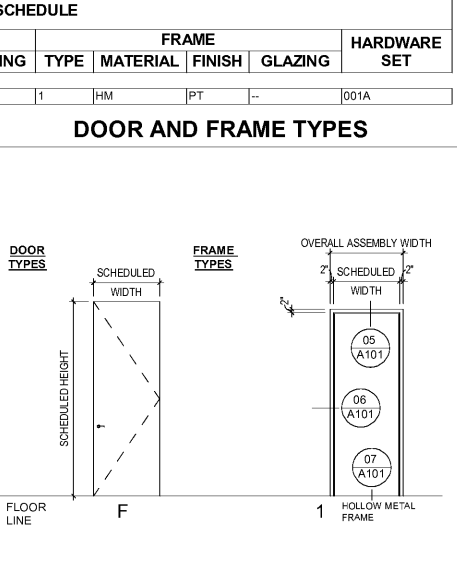 SCHEDULE
FRAME
HARDWARE
SET
NG TYPE MATERIAL FINISH GLAZING
1 HM PT -- 001A
DOOR AND FRAME TYPES
DOOR
TYPES
FRAME
TYPES
OVERALL ASSEMBLY WIDTH
SCHEDULED
WIDTH
2" SCHEDULED 2"
WIDTH
2"
05
A101
SCHEDULED HEIGHT
06
A101
07
A101
FLOOR
LINE
F
1
HOLLOW METAL
FRAME